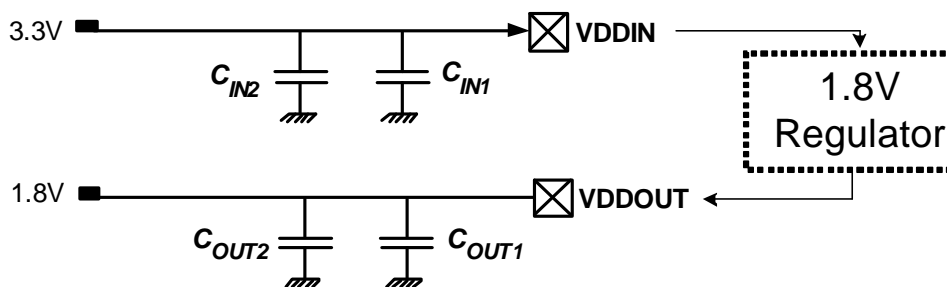 3.3V
VDDIN
C_IN2
C_IN1
1.8V
Regulator
1.8V
VDDOUT
C_OUT2
C_OUT1